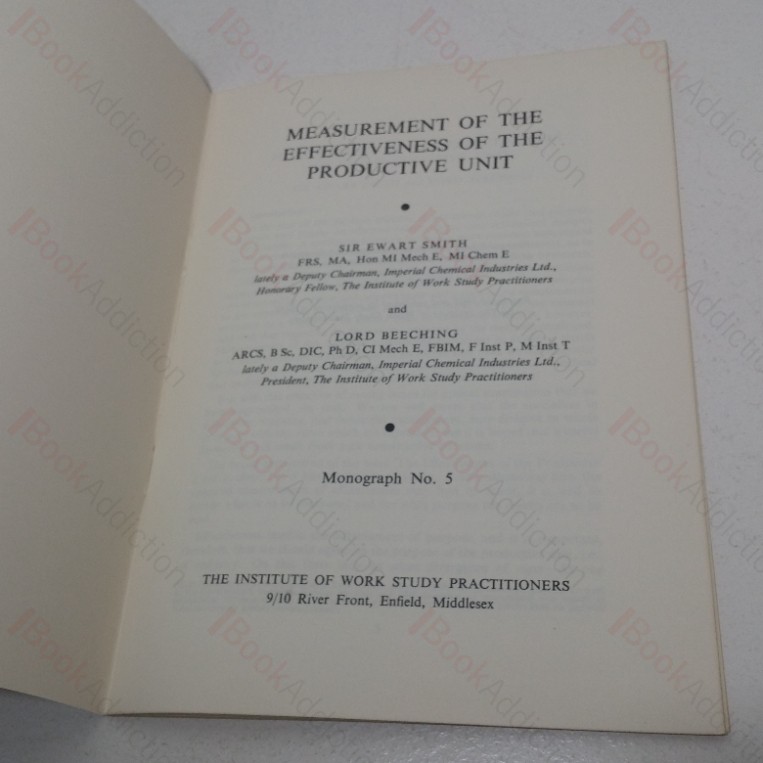 MEASUREMENT OF THE
EFFECTIVENESS OF THE
PRODUCTIVE UNIT
SIR EWART SMITH
FRS, MA, Hon MI Mech E, MI Chem E
lately a Deputy Chairman, Imperial Chemical Industries Ltd.,
Honorary Fellow, The Institute of Work Study Practitioners
and
LORD BEECHING
ARCS, B Sc, DIC, Ph D, CI Mech E, FBIM, F Inst P, M Inst T
lately a Deputy Chairman, Imperial Chemical Industries Ltd.,
President, The Institute of Work Study Practitioners
Monograph No. 5
THE INSTITUTE OF WORK STUDY PRACTITIONERS
9/10 River Front, Enfield, Middlesex
BookAddiction